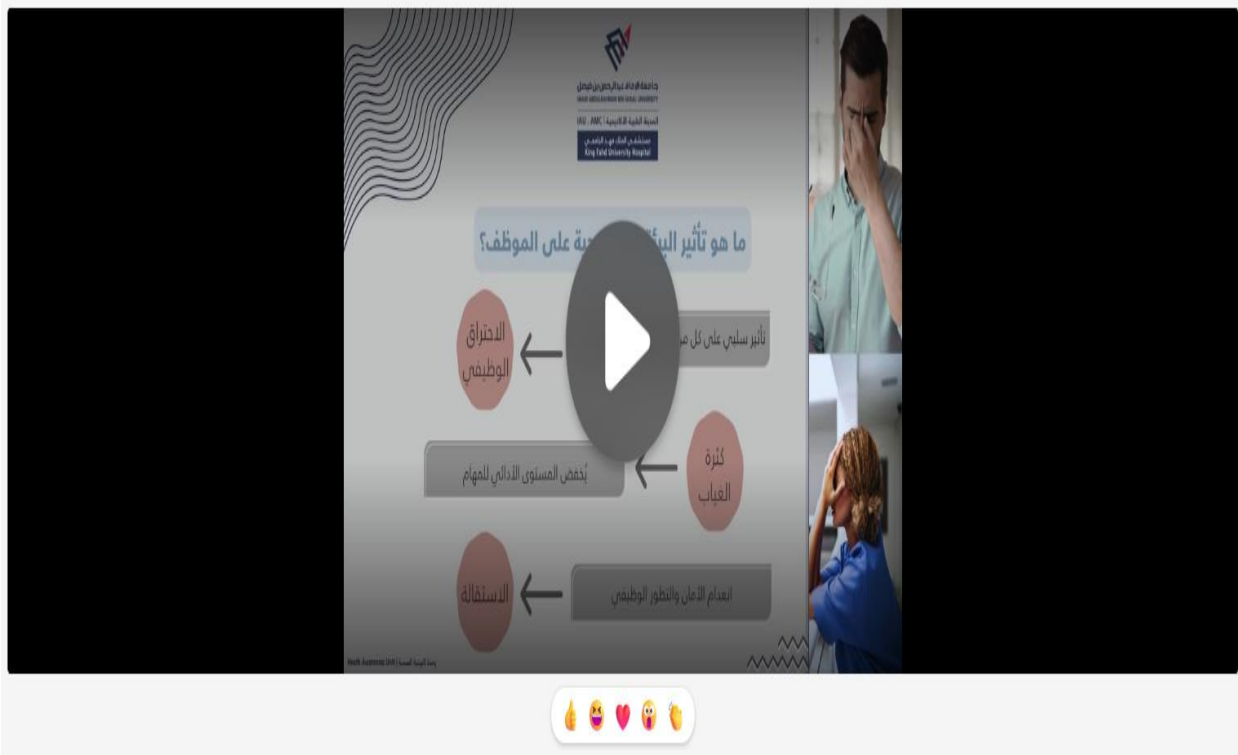 جامعة الإمام عبدالرحمن بن فيصل
IMAM ABDULRAHMAN BIN FAISAL UNIVERSITY
المدينة الطبية الأكاديمية | IAU . AMC
مستشفى الملك فهد الجامعي
King Fahd University Hospital
ما هو تأثير على الموظف؟
تأثير سلبي على كل
الاحتراق
الوظيفي
كثرة
الغياب
يُخفض المستوى الأدائي للمهام
انعدام الأمان والتطور الوظيفي
الاستقالة
Health Awareness Unit | وحدة التوعية الصحية